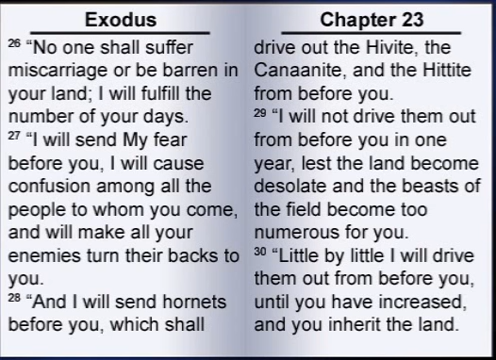 Exodus
26 “No one shall suffer
miscarriage or be barren in
your land; I will fulfill the
number of your days.
27 “I will send My fear
before you, I will cause
confusion among all the
people to whom you come,
and will make all your
enemies turn their backs to
you.
28 “And I will send hornets
before you, which shall
Chapter 23
drive out the Hivite, the
Canaanite, and the Hittite
from before you.
29 “I will not drive them out
from before you in one
year, lest the land become
desolate and the beasts of
the field become too
numerous for you.
30 “Little by little I will drive
them out from before you,
until you have increased,
and you inherit the land.